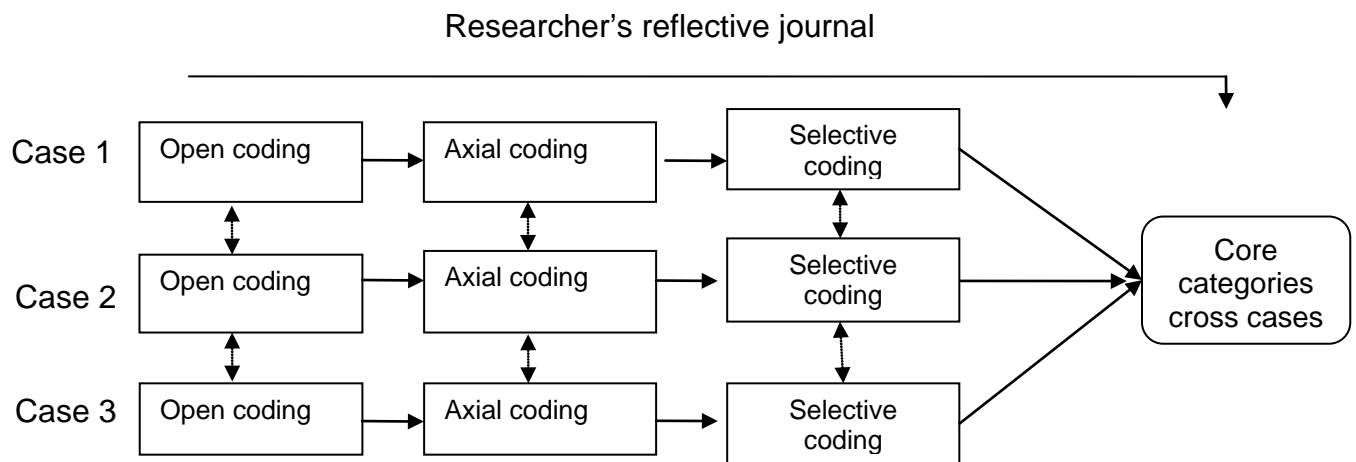 Researcher’s reflective journal
Case 1
Open coding
Axial coding
Selective
coding
Case 2
Open coding
Axial coding
Selective
coding
Core
categories
cross cases
Case 3
Open coding
Axial coding
Selective
coding